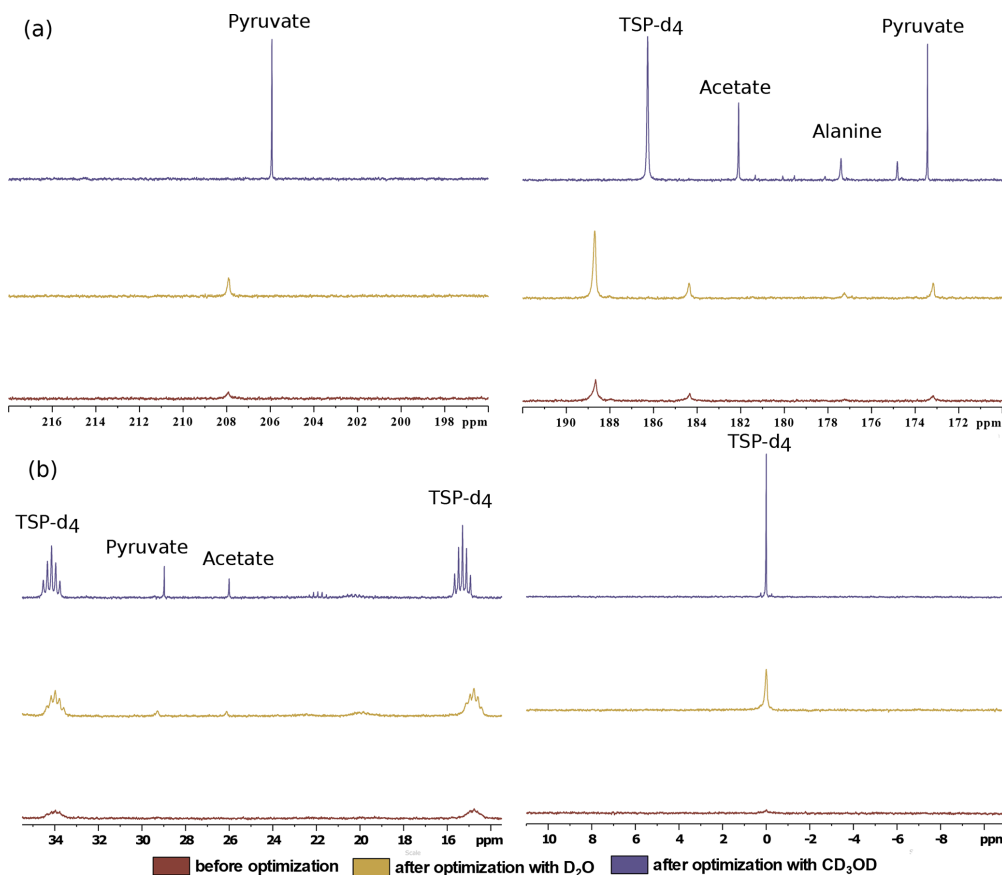 (a)
Pyruvate
TSP-d4
Pyruvate
Acetate
Alanine
216 214 212 210 208 206 204 202 200 198 ppm
190 188 186 184 182 180 178 176 174 172 ppm
(b)
TSP-d4
TSP-d4
TSP-d4
Pyruvate
Acetate
34 32 30 28 26 24 22 20 18 16 14 ppm
10 8 6 4 2 0 -2 -4 -6 -8 ppm
Scale
before optimization
after optimization with D2O
after optimization with CD3OD